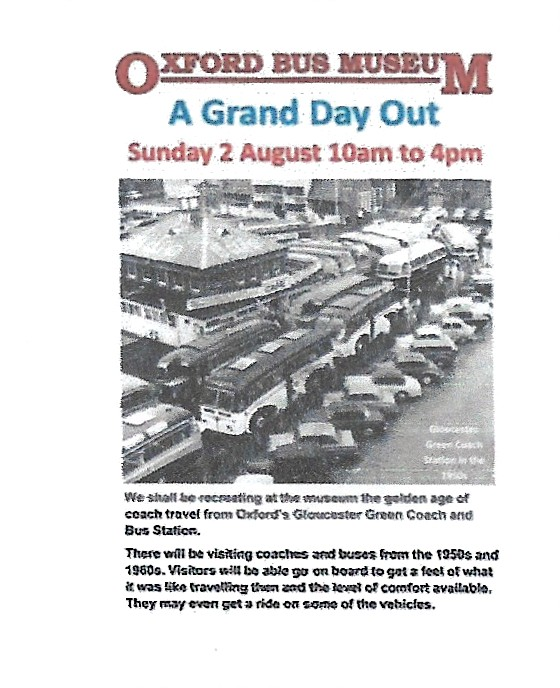 OXFORD BUS MUSEUM
A Grand Day Out
Sunday 2 August 10am to 4pm
Gloucester
Green Coach
Station in the
1950s
We shall be recreating at the museum the golden age of
coach travel from Oxford's Gloucester Green Coach and
Bus Station.
There will be visiting coaches and buses from the 1950s and
1960s. Visitors will be able go on board to get a feel of what
it was like travelling then and the level of comfort available.
They may even get a ride on some of the vehicles.